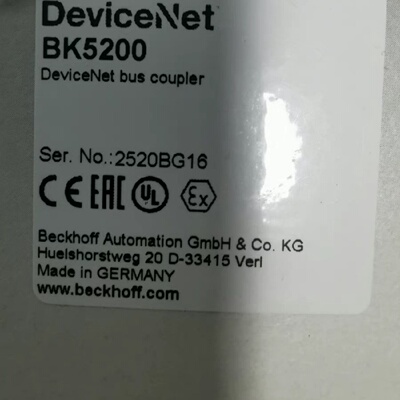 DeviceNet
BK5200
DeviceNet bus coupler
Ser. No.:2520BG16
CE EAC UL Ex
Beckhoff Automation GmbH & Co. KG
Huelshorstweg 20 D-33415 Verl
Made in GERMANY
www.beckhoff.com